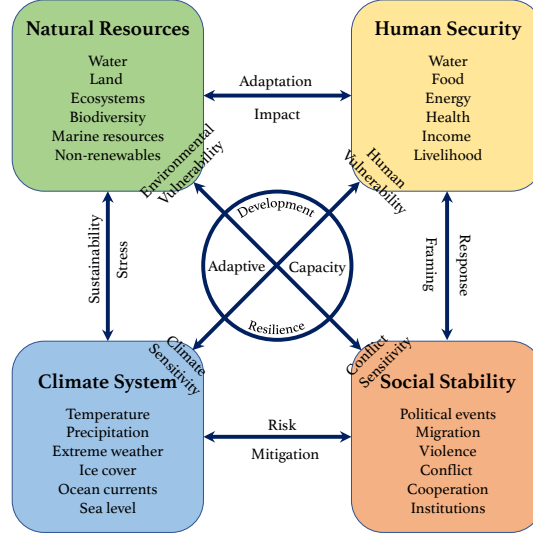 Natural Resources
Water
Land
Ecosystems
Biodiversity
Marine resources
Non-renewables
Adaptation
Impact
Human Security
Water
Food
Energy
Health
Income
Livelihood
Environmental
Vulnerability
Human
Vulnerability
Sustainability
Stress
Development
Adaptive Capacity
Resilience
Response
Framing
Climate
Sensitivity
Conflict
Sensitivity
Climate System
Temperature
Precipitation
Extreme weather
Ice cover
Ocean currents
Sea level
Risk
Mitigation
Social Stability
Political events
Migration
Violence
Conflict
Cooperation
Institutions